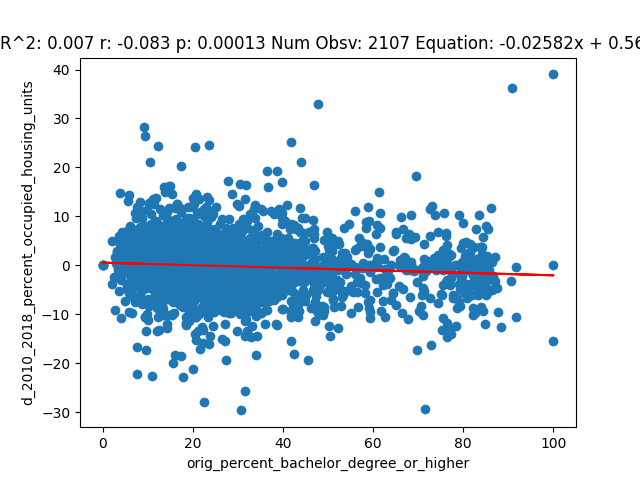 R^2: 0.007 r: -0.083 p: 0.00013 Num Obsv: 2107 Equation: -0.02582x + 0.56
40
30
20
10
0
−10
−20
−30
d_2010_2018_percent_occupied_housing_units
0 20 40 60 80 100
orig_percent_bachelor_degree_or_higher